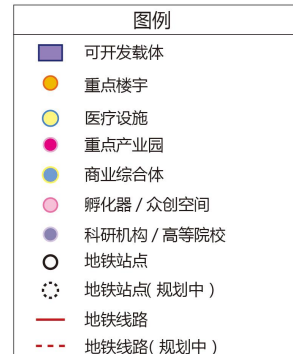 图例
可开发载体
重点楼宇
医疗设施
重点产业园
商业综合体
孵化器 / 众创空间
科研机构 / 高等院校
地铁站点
地铁站点( 规划中 )
地铁线路
地铁线路( 规划中 )